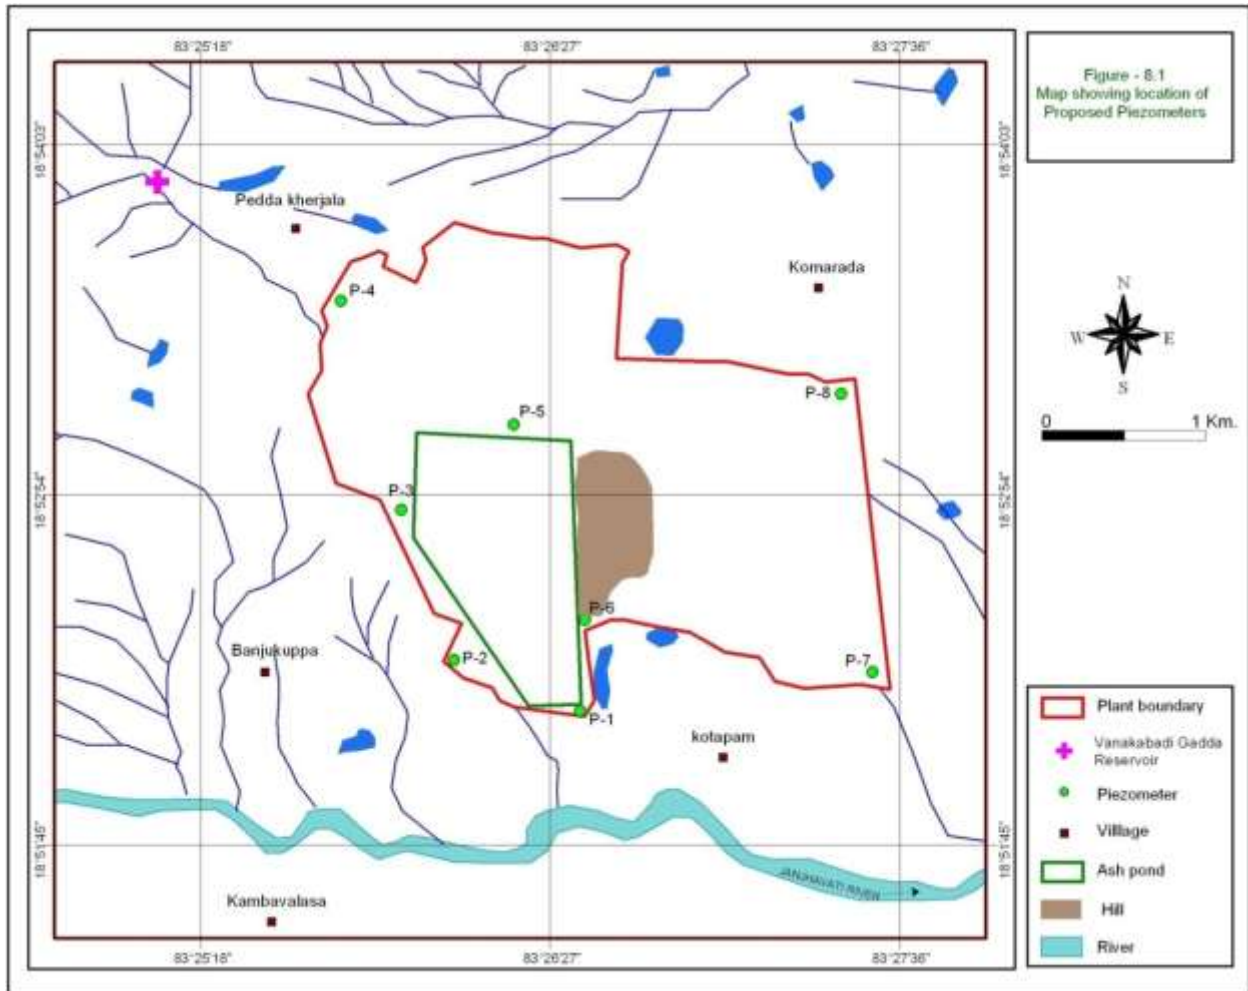 83°25'18"
83°26'27"
83°27'36"
Figure - 8.1
Map showing location of
Proposed Piezometers
18°54'03"
18°54'03"
Pedda kherjala
Komarada
P-4
N
W
E
S
P-8
P-5
0
1 Km.
18°52'54"
18°52'54"
P-3
P-6
Banjukuppa
P-2
P-7
P-1
kotapam
Plant boundary
Vanakabadi Gadda
Reservoir
Piezometer
Villlage
Ash pond
Hill
River
18°51'45"
18°51'45"
JANJHAVATI RIVER
Kambavalasa
83°25'18"
83°26'27"
83°27'36"